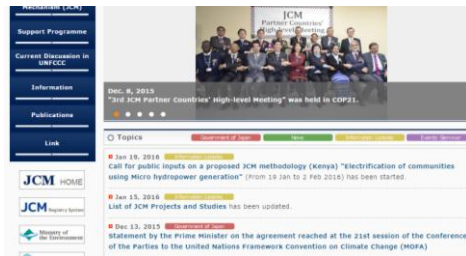 Mechanism (JCM)
Support Programme
Current Discussion in
UNFCCC
Information
Publications
Link
JCM HOME
JCM Registry System
Ministry of
the Environment
JCM
Partner Countries'
High-level Meeting
Dec. 8, 2015
"3rd JCM Partner Countries' High-level Meeting" was held in COP21.
Topics
Government of Japan
News
Events/ Seminar
Jan 19, 2016
Call for public inputs on a proposed JCM methodology (Kenya) "Electrification of communities
using Micro hydropower generation" (From 19 Jan to 2 Feb 2016) has been started.
Jan 15, 2016
List of JCM Projects and Studies has been updated.
Dec 13, 2015 Government of Japan
Statement by the Prime Minister on the agreement reached at the 21st session of the Conference
of the Parties to the United Nations Framework Convention on Climate Change (MOFA)